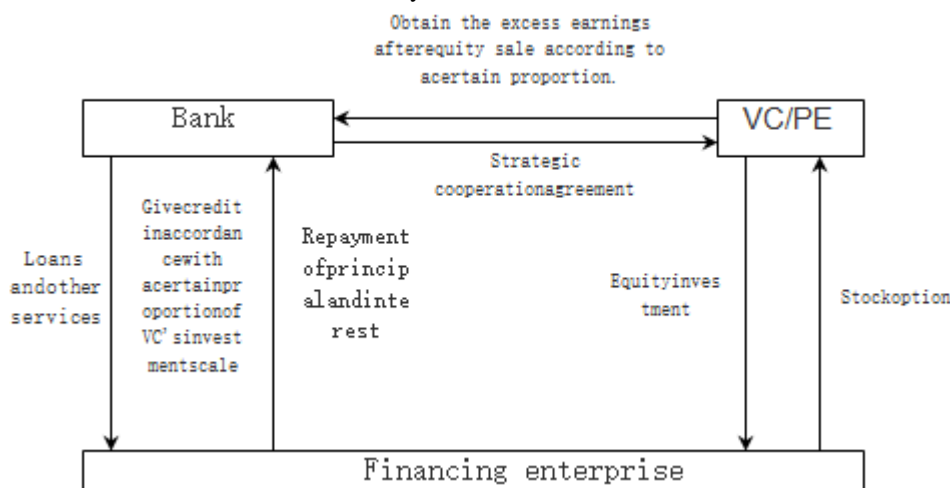 Obtain the excess earnings
afterequity sale according to
acertain proportion.
Bank
VC/PE
Strategic
cooperationagreement
Loans
andother
services
Givecredit
inaccordan
cewith
acertainpr
oportionof
VC'sinvest
mentscale
Repayment
ofprincip
alandinte
rest
Equityinves
tment
Stockoption
Financing enterprise